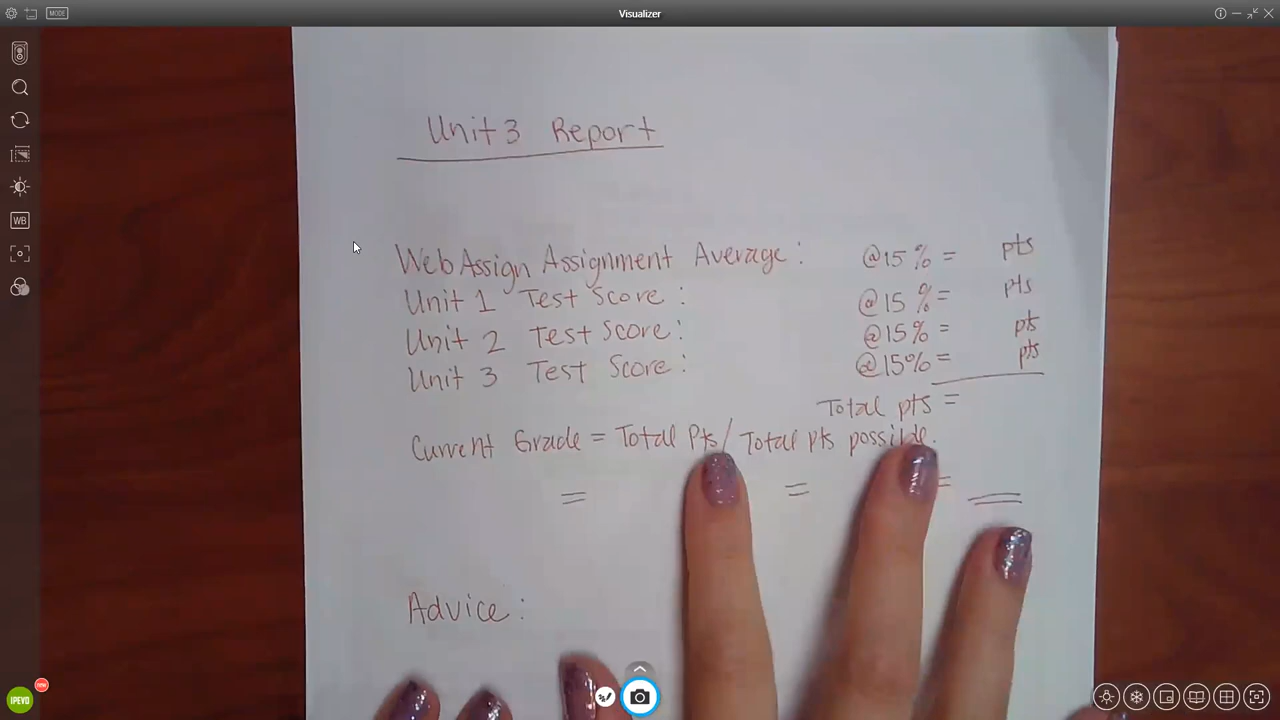 MODE
Visualizer
WB
Unit 3 Report
WebAssign Assignment Average: @15% = pts
Unit 1 Test Score: @15% = pts
Unit 2 Test Score: @15% = pts
Unit 3 Test Score: @15% = pts
Total pts =
Current Grade = Total Pts/ Total pts possible.
= = =
Advice:
IPEVO
new